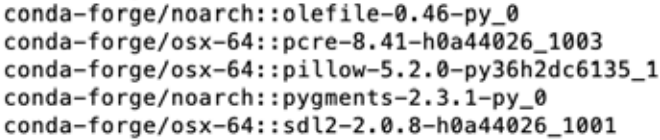 conda-forge/noarch::olefile-0.46-py_0
conda-forge/osx-64::pcre-8.41-h0a44026_1003
conda-forge/osx-64::pillow-5.2.0-py36h2dc6135_1
conda-forge/noarch::pygments-2.3.1-py_0
conda-forge/osx-64::sdl2-2.0.8-h0a44026_1001